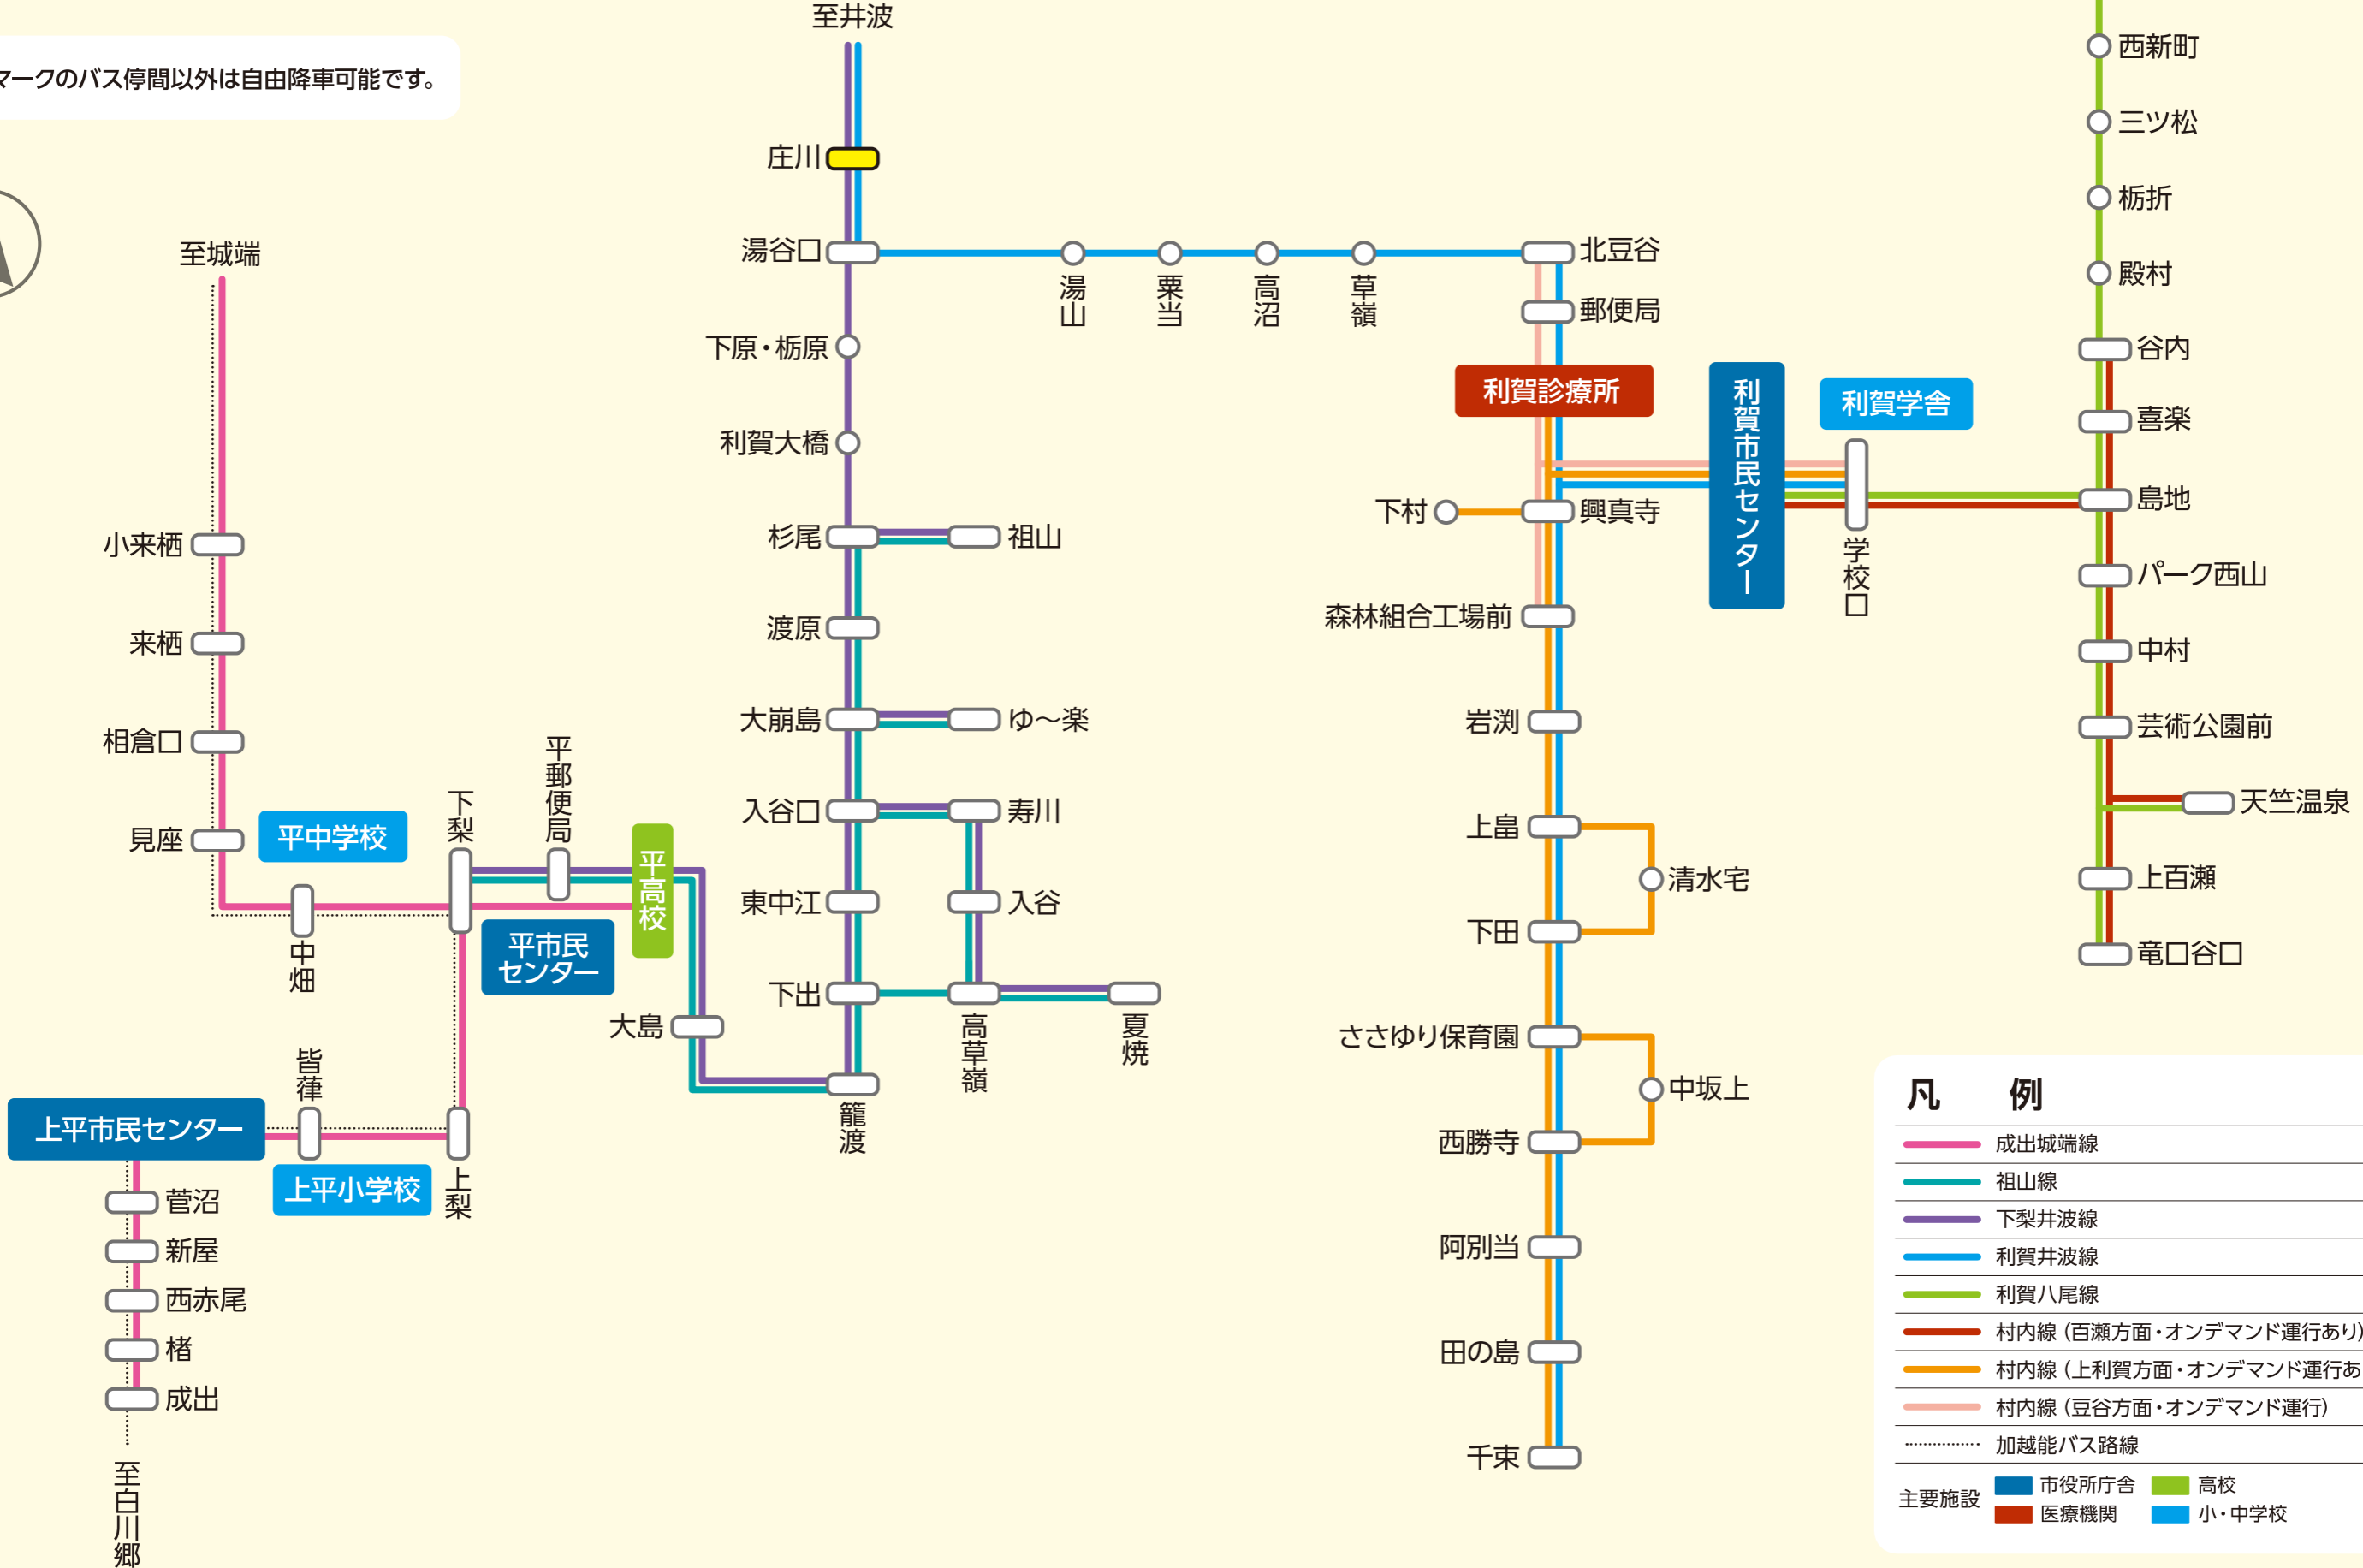 マークのバス停間以外は自由降車可能です。
至井波
庄川
湯谷口
下原・栃原
利賀大橋
杉尾
祖山
渡原
大崩島
ゆ～楽
入谷口
寿川
東中江
入谷
下出
高草嶺
夏焼
籠渡
大島
至城端
小来栖
来栖
相倉口
見座
平中学校
中畑
下梨
平郵便局
平高校
平市民
センター
上梨
皆葎
上平小学校
上平市民センター
菅沼
新屋
西赤尾
楮
成出
至白川郷
湯山
栗当
高沼
草嶺
北豆谷
郵便局
利賀診療所
利賀市民センター
利賀学舎
学校口
下村
興真寺
森林組合工場前
岩渕
上畠
清水宅
下田
ささゆり保育園
中坂上
西勝寺
阿別当
田の島
千束
西新町
三ツ松
栃折
殿村
谷内
喜楽
島地
パーク西山
中村
芸術公園前
天竺温泉
上百瀬
竜口谷口
凡　例
成出城端線
祖山線
下梨井波線
利賀井波線
利賀八尾線
村内線（百瀬方面・オンデマンド運行あり）
村内線（上利賀方面・オンデマンド運行あ
村内線（豆谷方面・オンデマンド運行）
加越能バス路線
主要施設
市役所庁舎
高校
医療機関
小・中学校